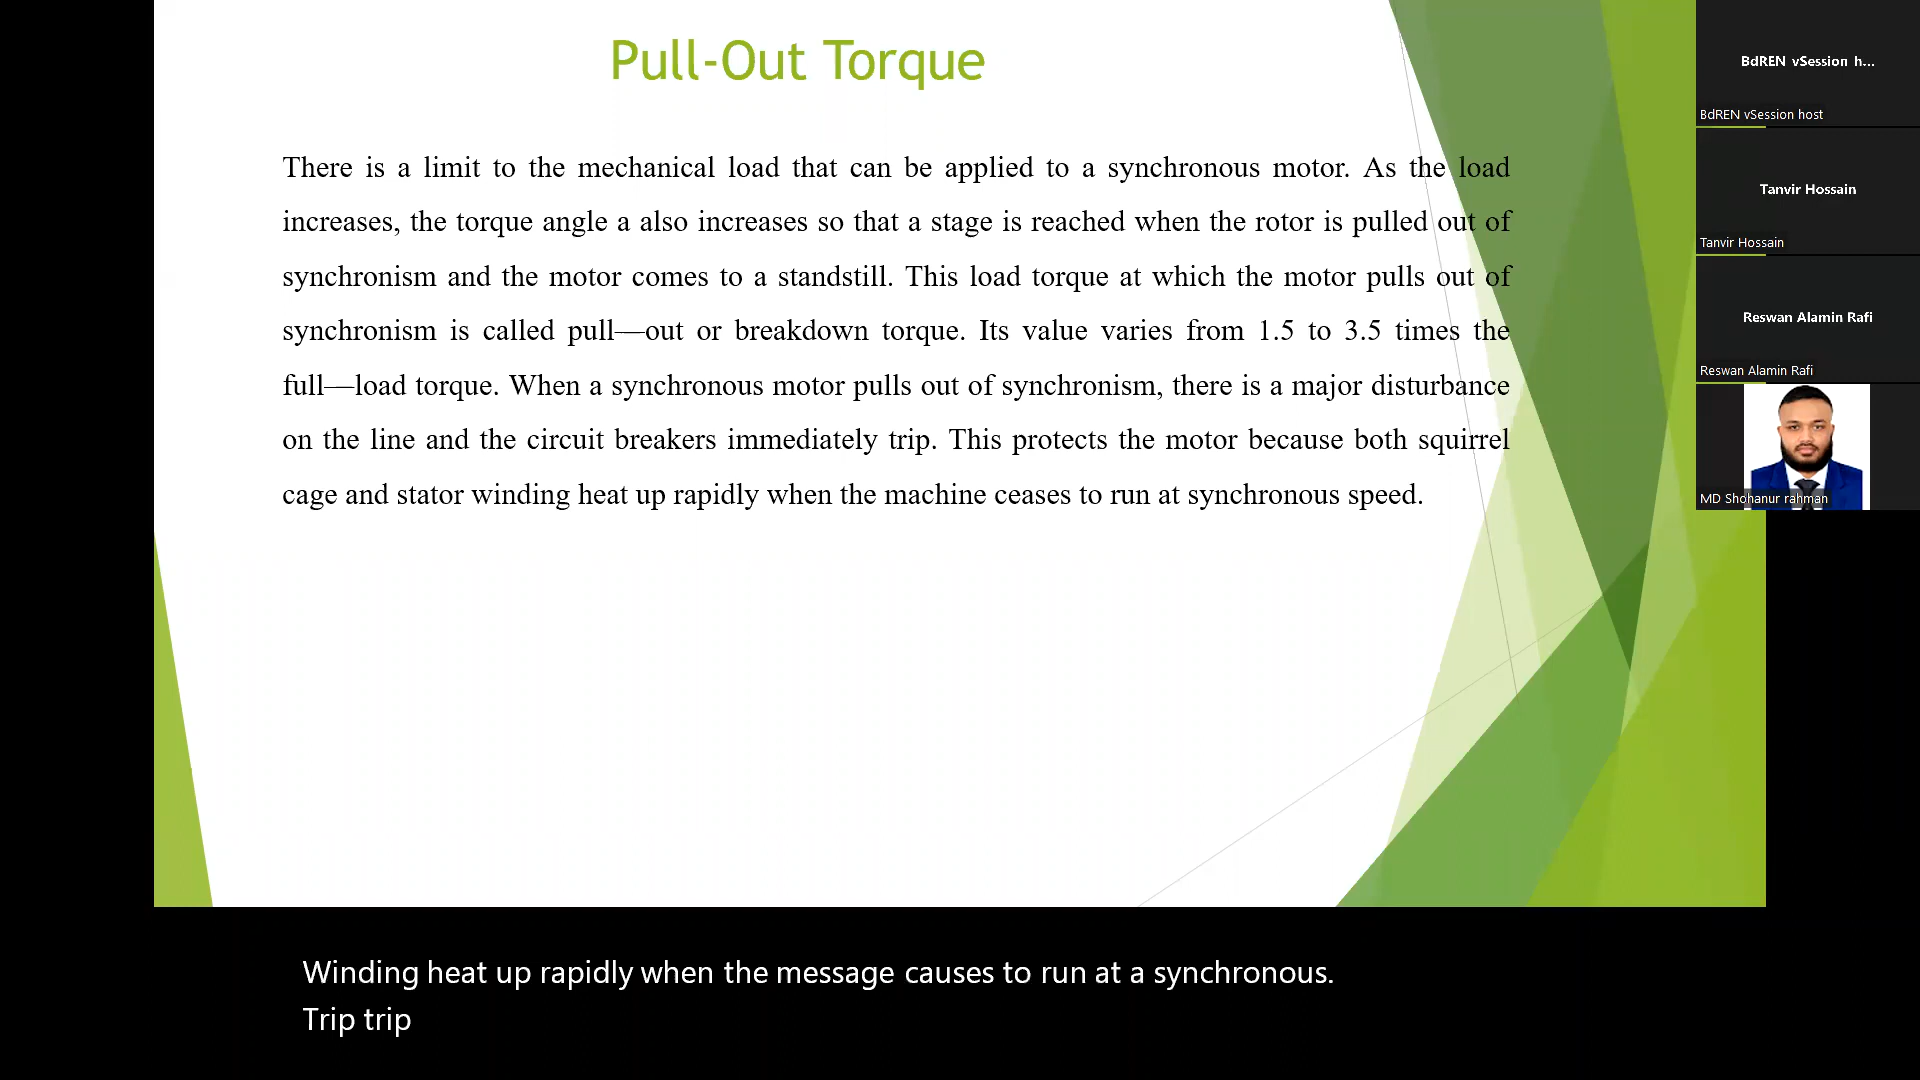 Pull-Out Torque
There is a limit to the mechanical load that can be applied to a synchronous motor. As the load
increases, the torque angle a also increases so that a stage is reached when the rotor is pulled out of
synchronism and the motor comes to a standstill. This load torque at which the motor pulls out of
synchronism is called pull—out or breakdown torque. Its value varies from 1.5 to 3.5 times the
full—load torque. When a synchronous motor pulls out of synchronism, there is a major disturbance
on the line and the circuit breakers immediately trip. This protects the motor because both squirrel
cage and stator winding heat up rapidly when the machine ceases to run at synchronous speed.
BdREN vSession h...
BdREN vSession host
Tanvir Hossain
Tanvir Hossain
Reswan Alamin Rafi
Reswan Alamin Rafi
MD Shohanur rahman
Winding heat up rapidly when the message causes to run at a synchronous.
Trip trip